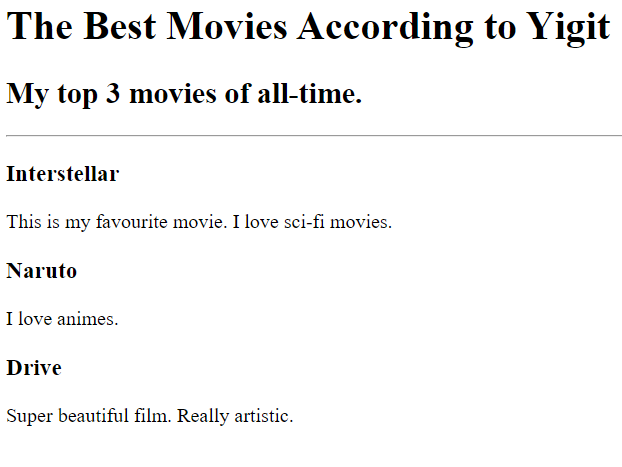 The Best Movies According to Yigit
My top 3 movies of all-time.
Interstellar
This is my favourite movie. I love sci-fi movies.
Naruto
I love animes.
Drive
Super beautiful film. Really artistic.